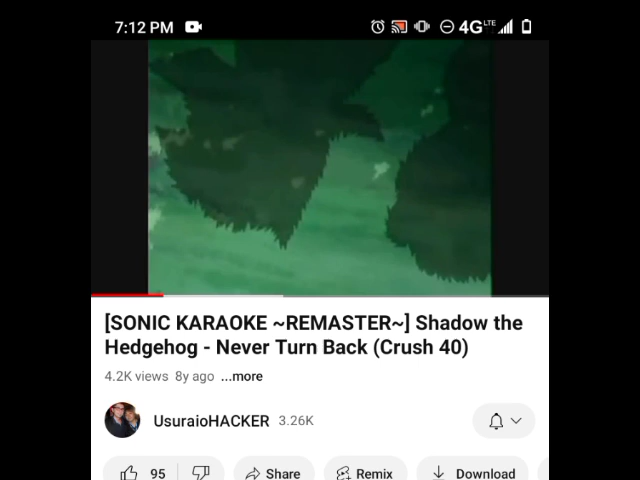 7:12 PM
4G LTE
[SONIC KARAOKE ~REMASTER~] Shadow the
Hedgehog - Never Turn Back (Crush 40)
4.2K views 8y ago ...more
UsuraioHACKER 3.26K
95 Share Remix Download